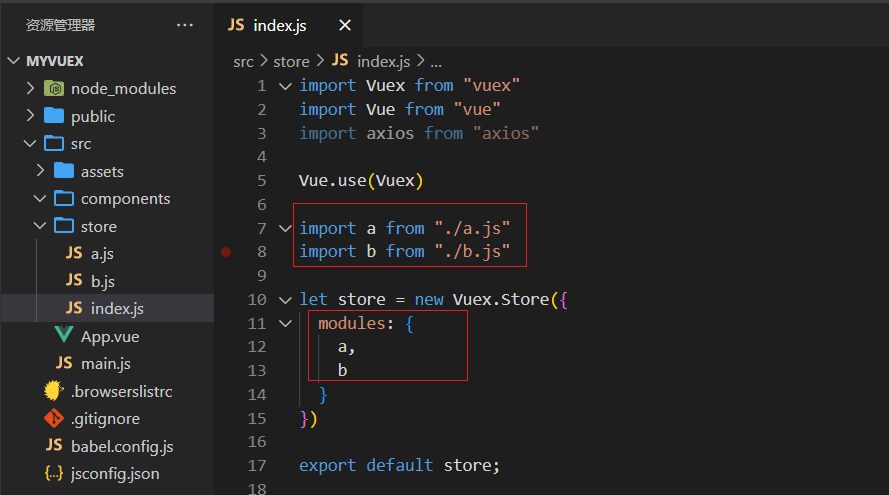 资源管理器
MYVUEX
node_modules
public
src
assets
components
store
JS a.js
JS b.js
JS index.js
App.vue
JS main.js
.browserslistrc
.gitignore
JS babel.config.js
{..} jsconfig.json
JS index.js
src > store > JS index.js > ...
1 import Vuex from "vuex"
2 import Vue from "vue"
3 import axios from "axios"
4
5 Vue.use(Vuex)
6
7 import a from "./a.js"
8 import b from "./b.js"
9
10 let store = new Vuex.Store({
11 modules: {
12 a,
13 b
14 }
15 })
16
17 export default store;
18